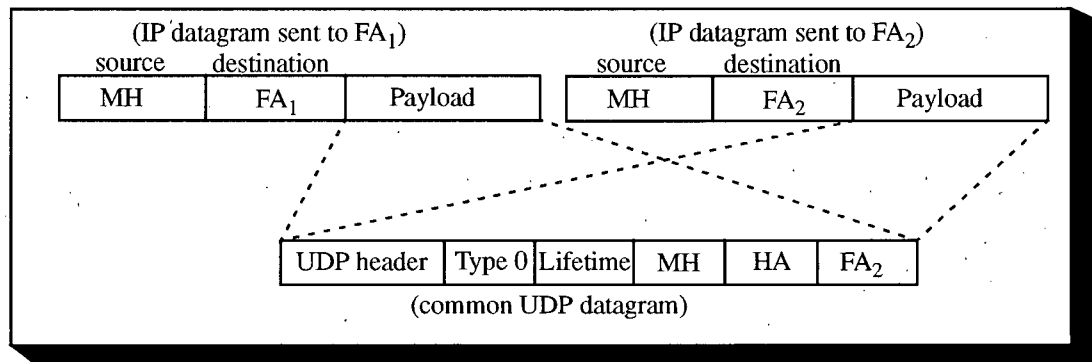 (IP datagram sent to FA₁) (IP datagram sent to FA₂)
source destination source destination
MH FA₁ Payload MH FA₂ Payload
UDP header Type 0 Lifetime MH HA FA₂
(common UDP datagram)